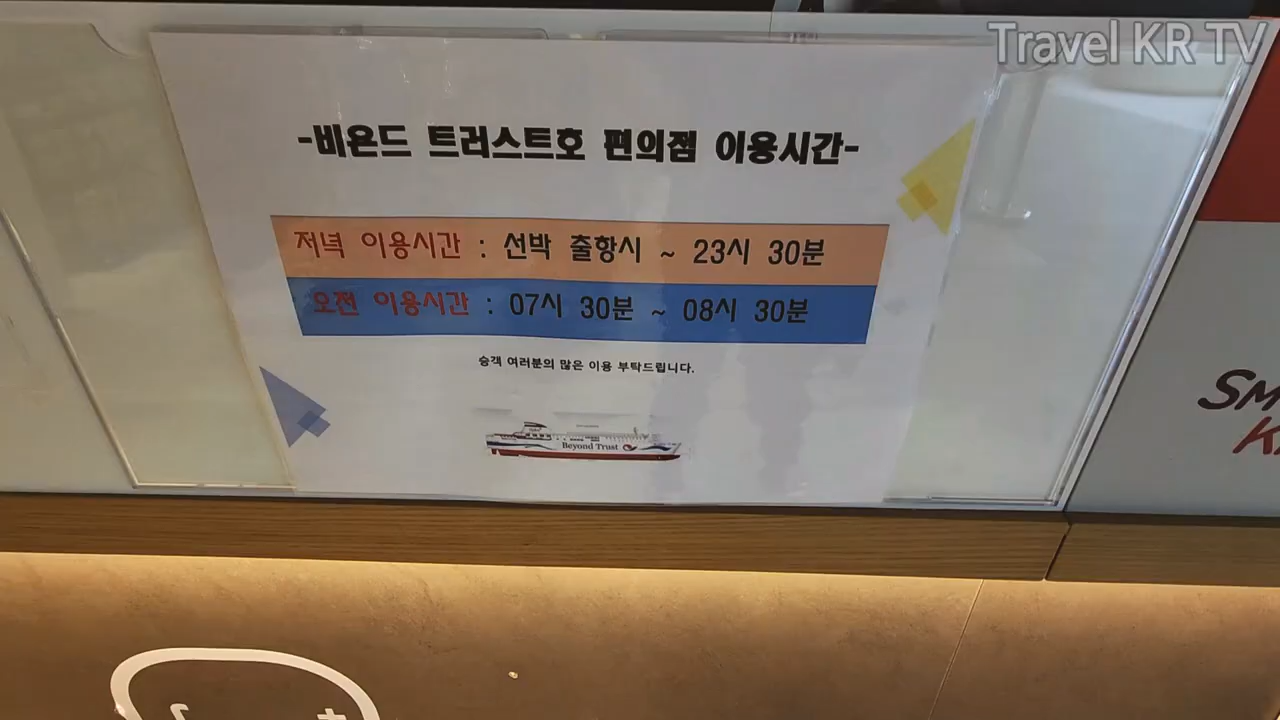 Travel KR TV
-비욘드 트러스트호 편의점 이용시간-
저녁 이용시간 : 선박 출항시 ~ 23시 30분
오전 이용시간 : 07시 30분 ~ 08시 30분
승객 여러분의 많은 이용 부탁드립니다.
Beyond Trust